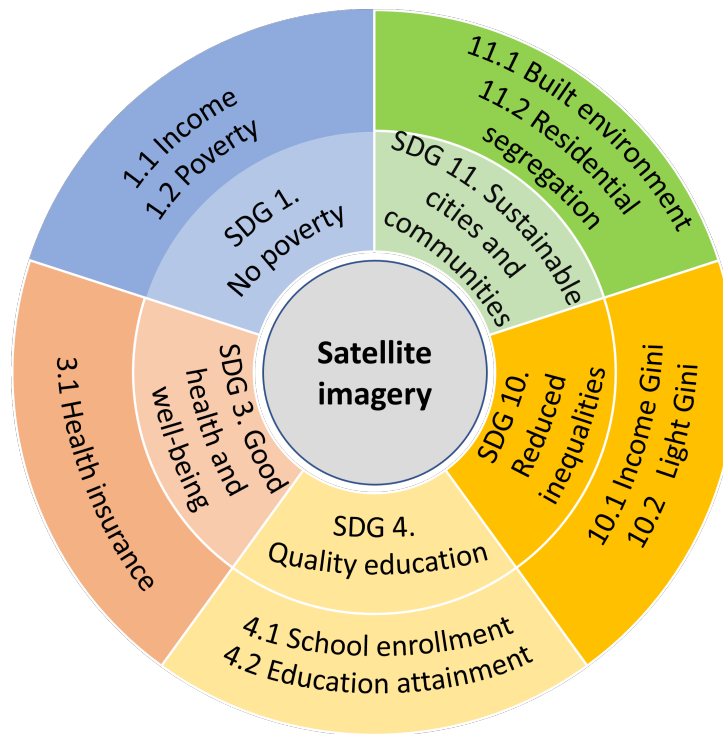 Satellite
imagery
SDG 1.
No poverty
1.1 Income
1.2 Poverty
SDG 11. Sustainable
cities and
communities
11.1 Built environment
11.2 Residential
segregation
SDG 10.
Reduced
inequalities
10.1 Income Gini
10.2 Light Gini
SDG 4.
Quality education
4.1 School enrollment
4.2 Education attainment
SDG 3. Good
health and
well-being
3.1 Health insurance